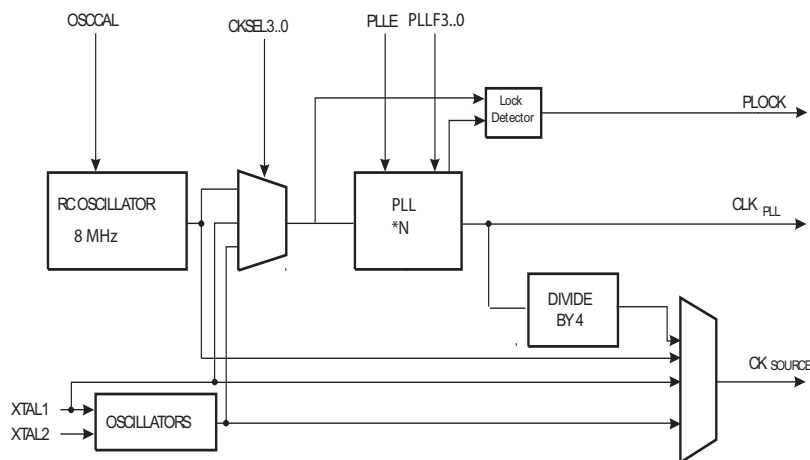 OSCCAL
CKSEL3..0
PLLE PLLF3..0
Lock
Detector
PLOCK
RC OSCILLATOR
8 MHz
PLL
*N
CLK PLL
DIVIDE
BY 4
CK SOURCE
XTAL1
XTAL2
OSCILLATORS